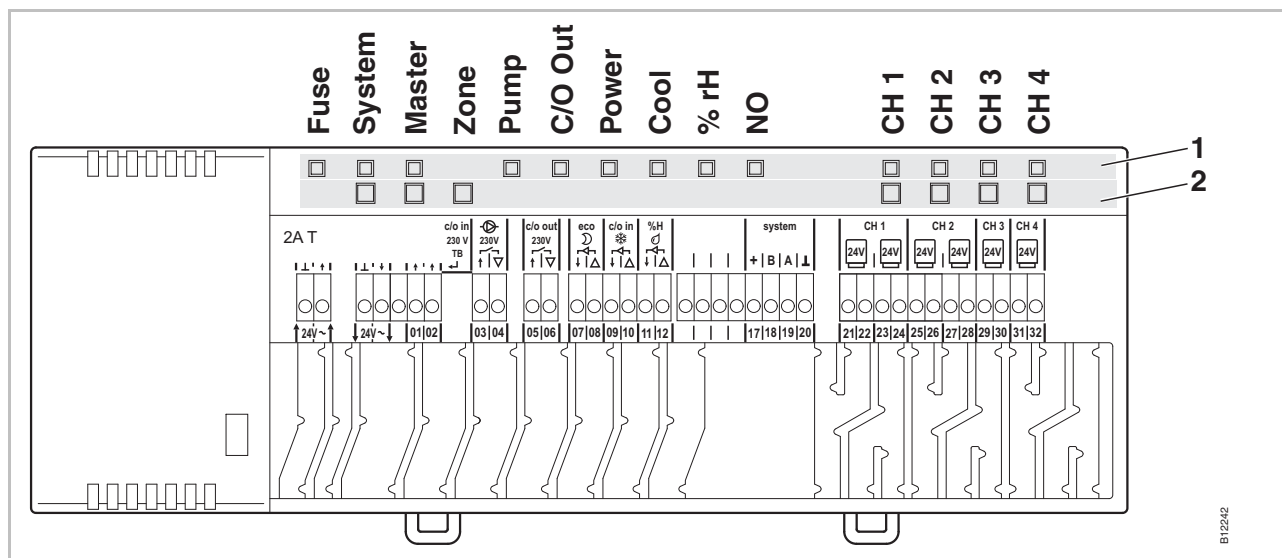 Fuse System Master Zone Pump C/O Out Power Cool % rH NO CH 1 CH 2 CH 3 CH 4
1
2
2A T
c/o in 230V c/o out eco c/o in %H system CH 1 CH 2 CH 3 CH 4
230 V
TB
230V 230V
24V 24V 24V 24V 24V 24V
+ | B | A | ⊥
24V~ 24V~ 01|02 03|04 05|06 07|08 09|10 11|12 17|18|19|20 21|22 23|24 25|26 27|28 29|30 31|32
B12242